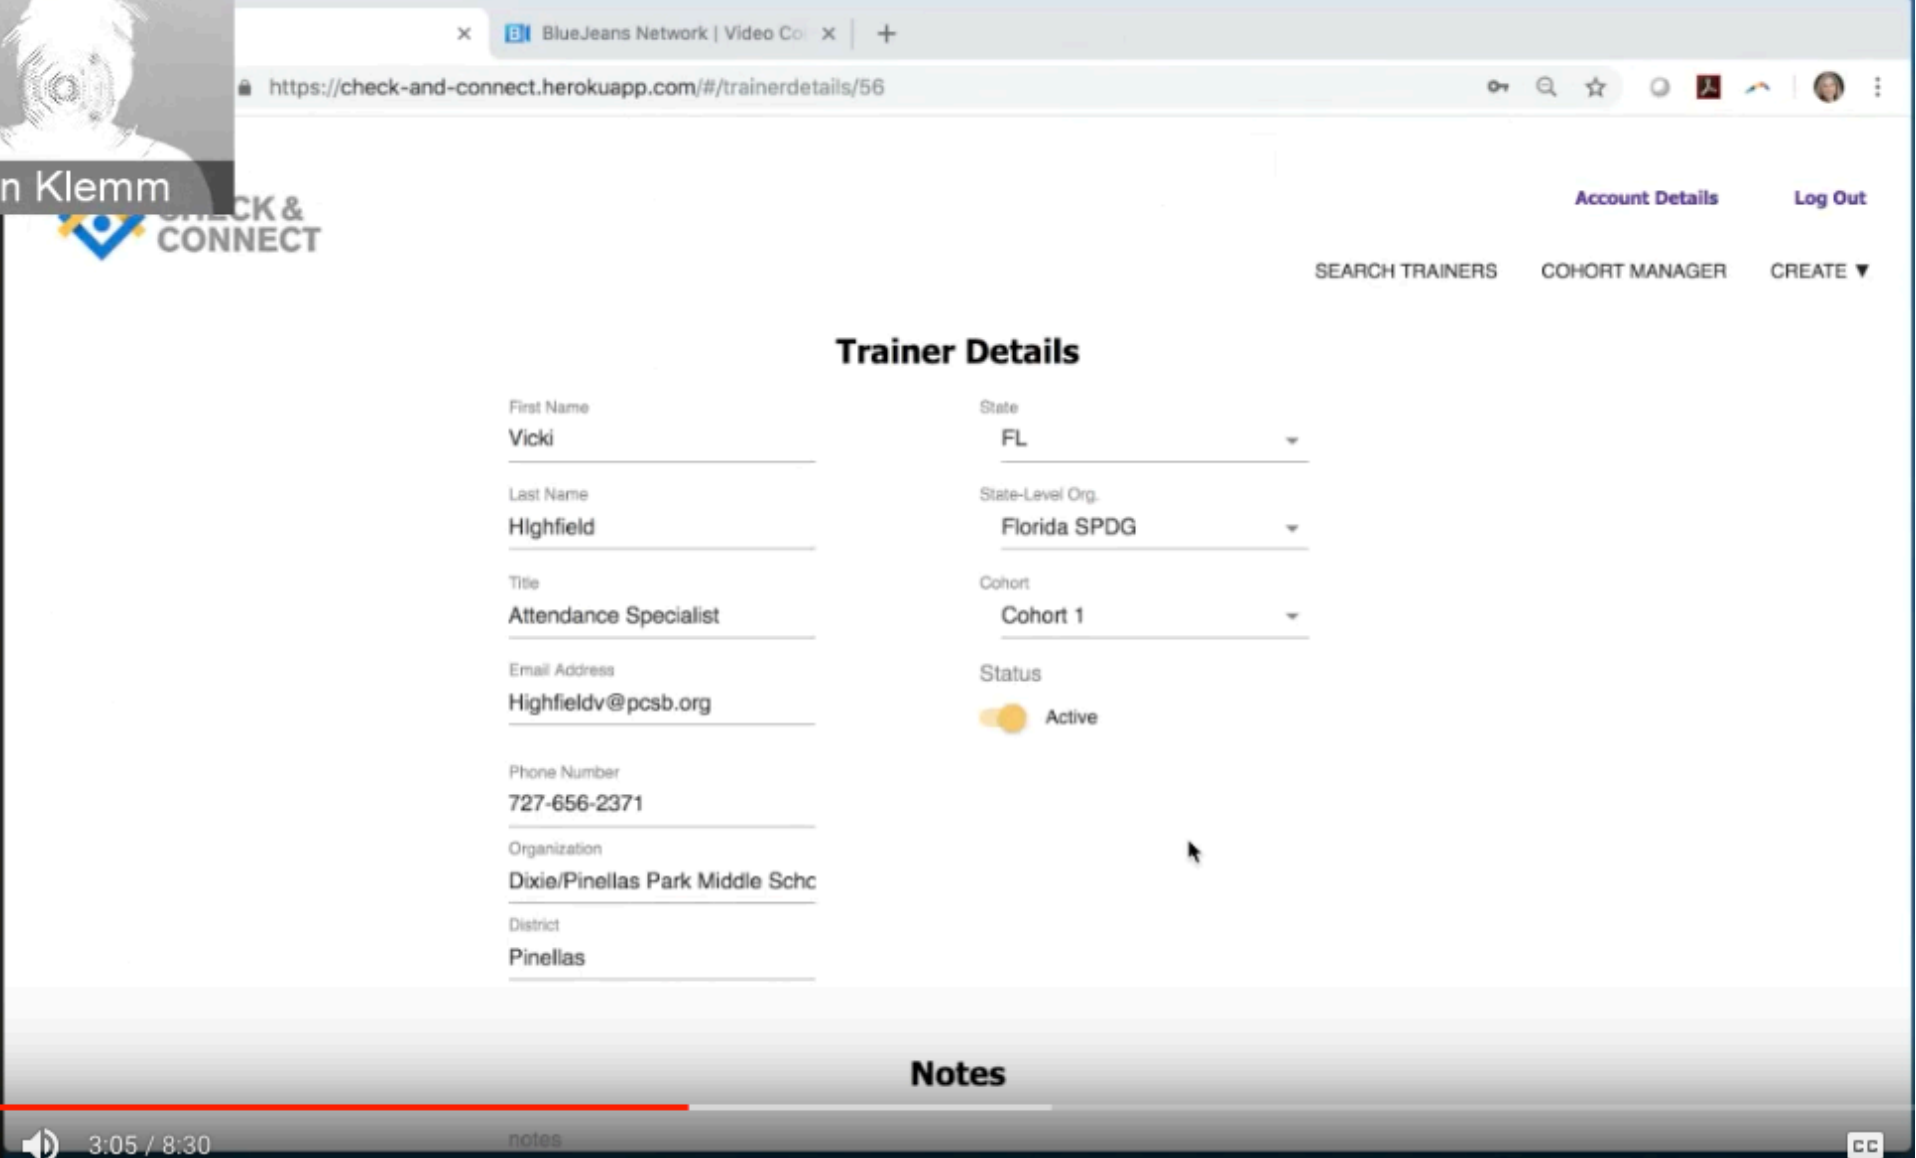 BlueJeans Network | Video Co
https://check-and-connect.herokuapp.com/#/trainerdetails/56
n Klemm
CHECK &
CONNECT
Account Details
Log Out
SEARCH TRAINERS
COHORT MANAGER
CREATE ▼
Trainer Details
First Name
Vicki
Last Name
HIghfield
Title
Attendance Specialist
Email Address
Highfieldv@pcsb.org
Phone Number
727-656-2371
Organization
Dixie/Pinellas Park Middle Schc
District
Pinellas
State
FL
State-Level Org.
Florida SPDG
Cohort
Cohort 1
Status
Active
Notes
notes
3:05 / 8:30
CC